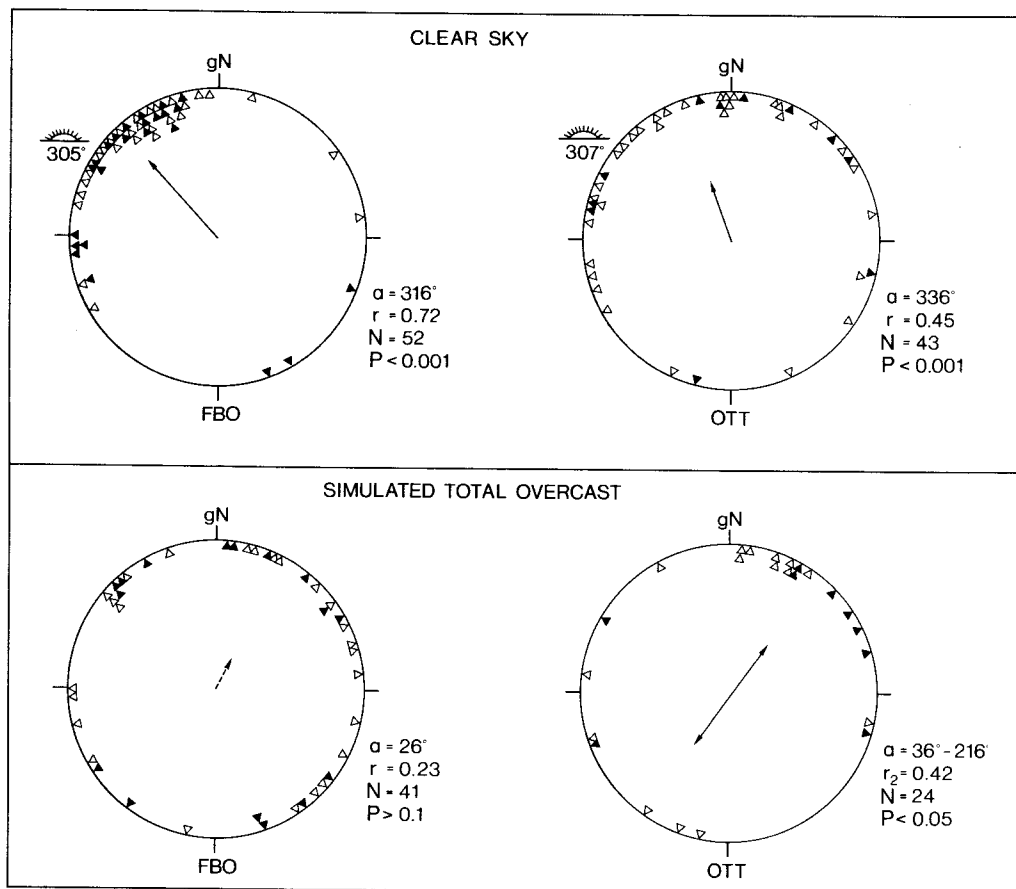 CLEAR SKY
gN
305°
α = 316°
r = 0.72
N = 52
P < 0.001
FBO
gN
307°
α = 336°
r = 0.45
N = 43
P < 0.001
OTT
SIMULATED TOTAL OVERCAST
gN
α = 26°
r = 0.23
N = 41
P > 0.1
FBO
gN
α = 36° - 216°
r₂ = 0.42
N = 24
P < 0.05
OTT